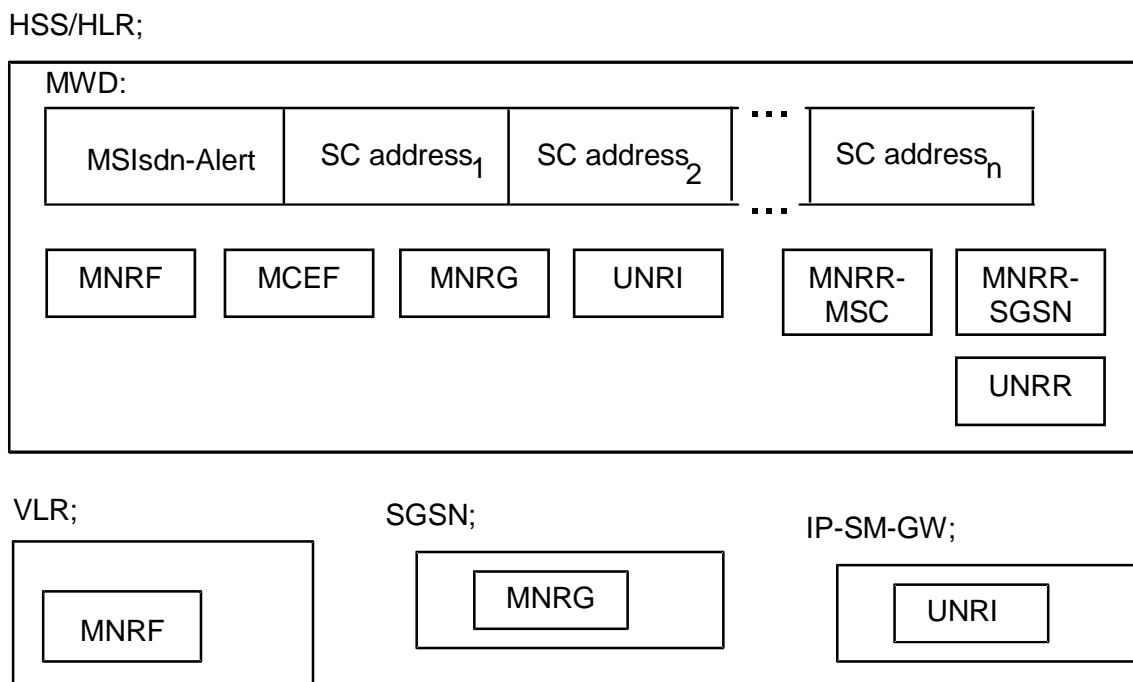 HSS/HLR;
MWD:
MSIsdn-Alert SC address1 SC address2 ... SC addressn
...
MNRF MCEF MNRG UNRI MNRR-MSC MNRR-SGSN
UNRR
VLR; SGSN; IP-SM-GW;
MNRF MNRG UNRI